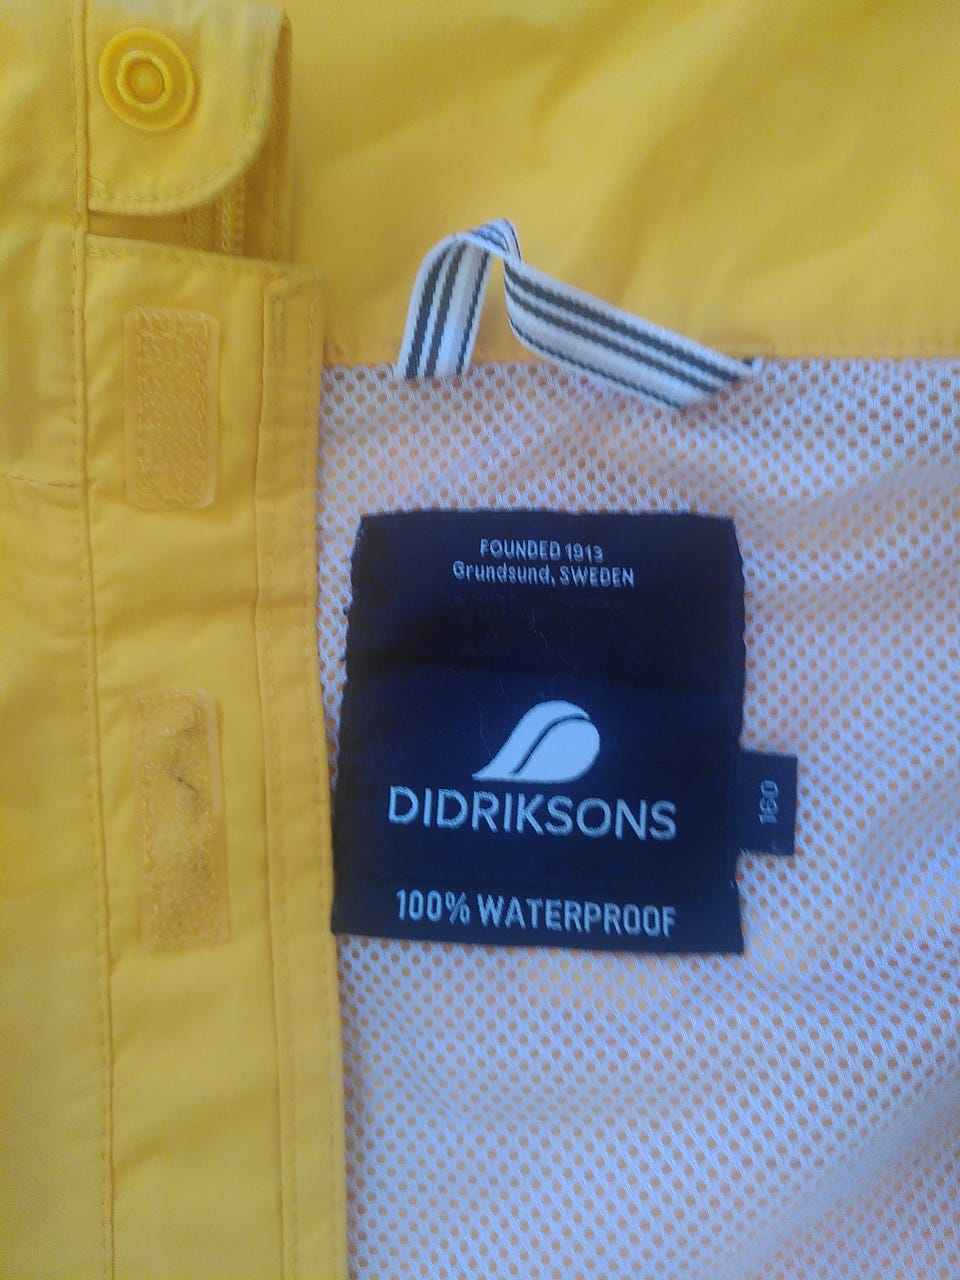 FOUNDED 1913
Grundsund, SWEDEN
DIDRIKSONS
160
100% WATERPROOF